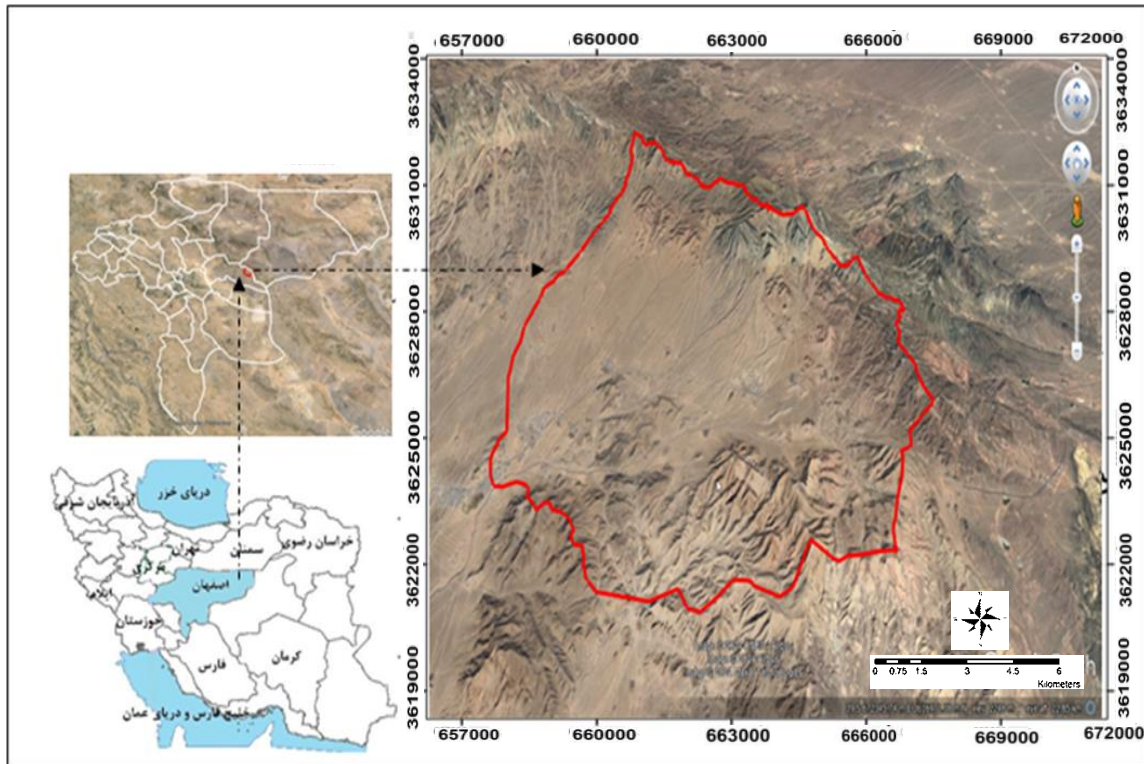 657000 660000 663000 666000 669000 672000
3634000
3631000
3628000
3625000
3622000
3619000
3634000
3631000
3628000
3625000
3622000
3619000
دریای خزر
آذربایجان شرقی
تهران
سمنان
خراسان رضوی
مرکزی
ایلام
اصفهان
خوزستان
فارس
کرمان
خلیج فارس و دریای عمان
0 0.75 1.5 3 4.5 6
Kilometers
657000 660000 663000 666000 669000 672000